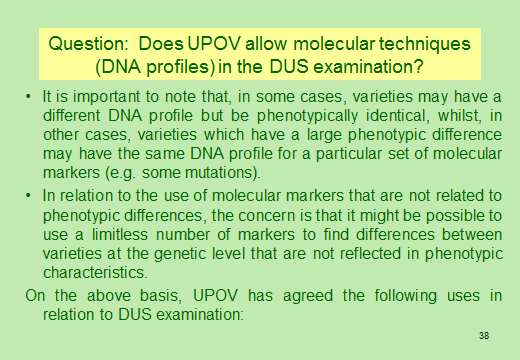 Question: Does UPOV allow molecular techniques
(DNA profiles) in the DUS examination?
• It is important to note that, in some cases, varieties may have a
different DNA profile but be phenotypically identical, whilst, in
other cases, varieties which have a large phenotypic difference
may have the same DNA profile for a particular set of molecular
markers (e.g. some mutations).
• In relation to the use of molecular markers that are not related to
phenotypic differences, the concern is that it might be possible to
use a limitless number of markers to find differences between
varieties at the genetic level that are not reflected in phenotypic
characteristics.
On the above basis, UPOV has agreed the following uses in
relation to DUS examination:
38